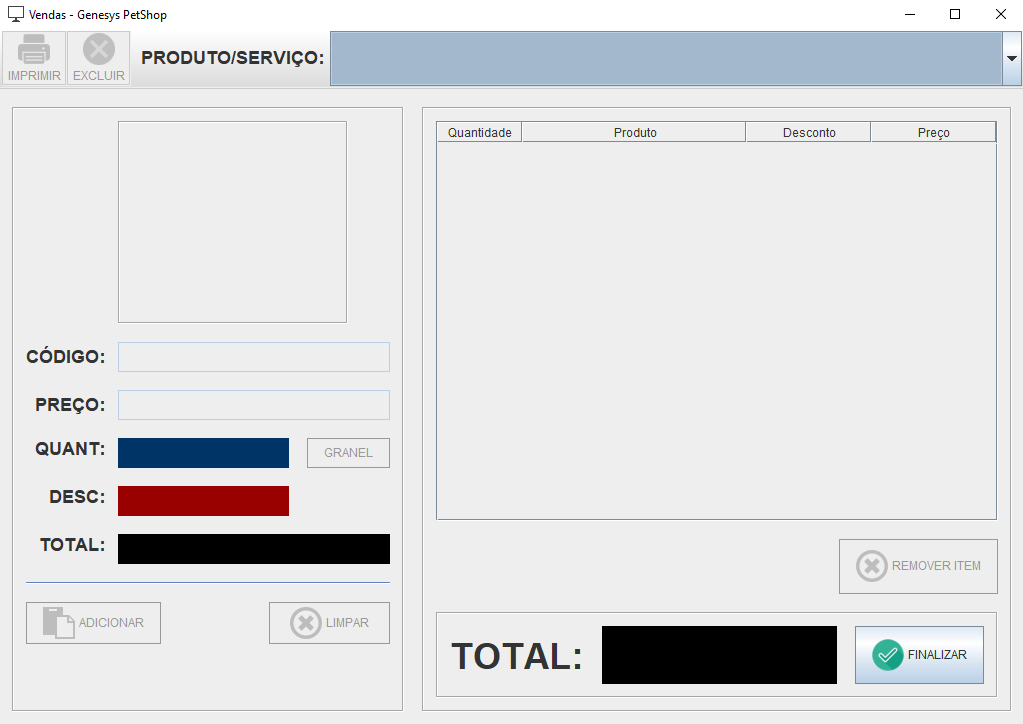 Vendas - Genesys PetShop
IMPRIMIR
EXCLUIR
PRODUTO/SERVIÇO:
CÓDIGO:
PREÇO:
QUANT:
GRANEL
DESC:
TOTAL:
ADICIONAR
LIMPAR
Quantidade Produto Desconto Preço
REMOVER ITEM
TOTAL:
FINALIZAR